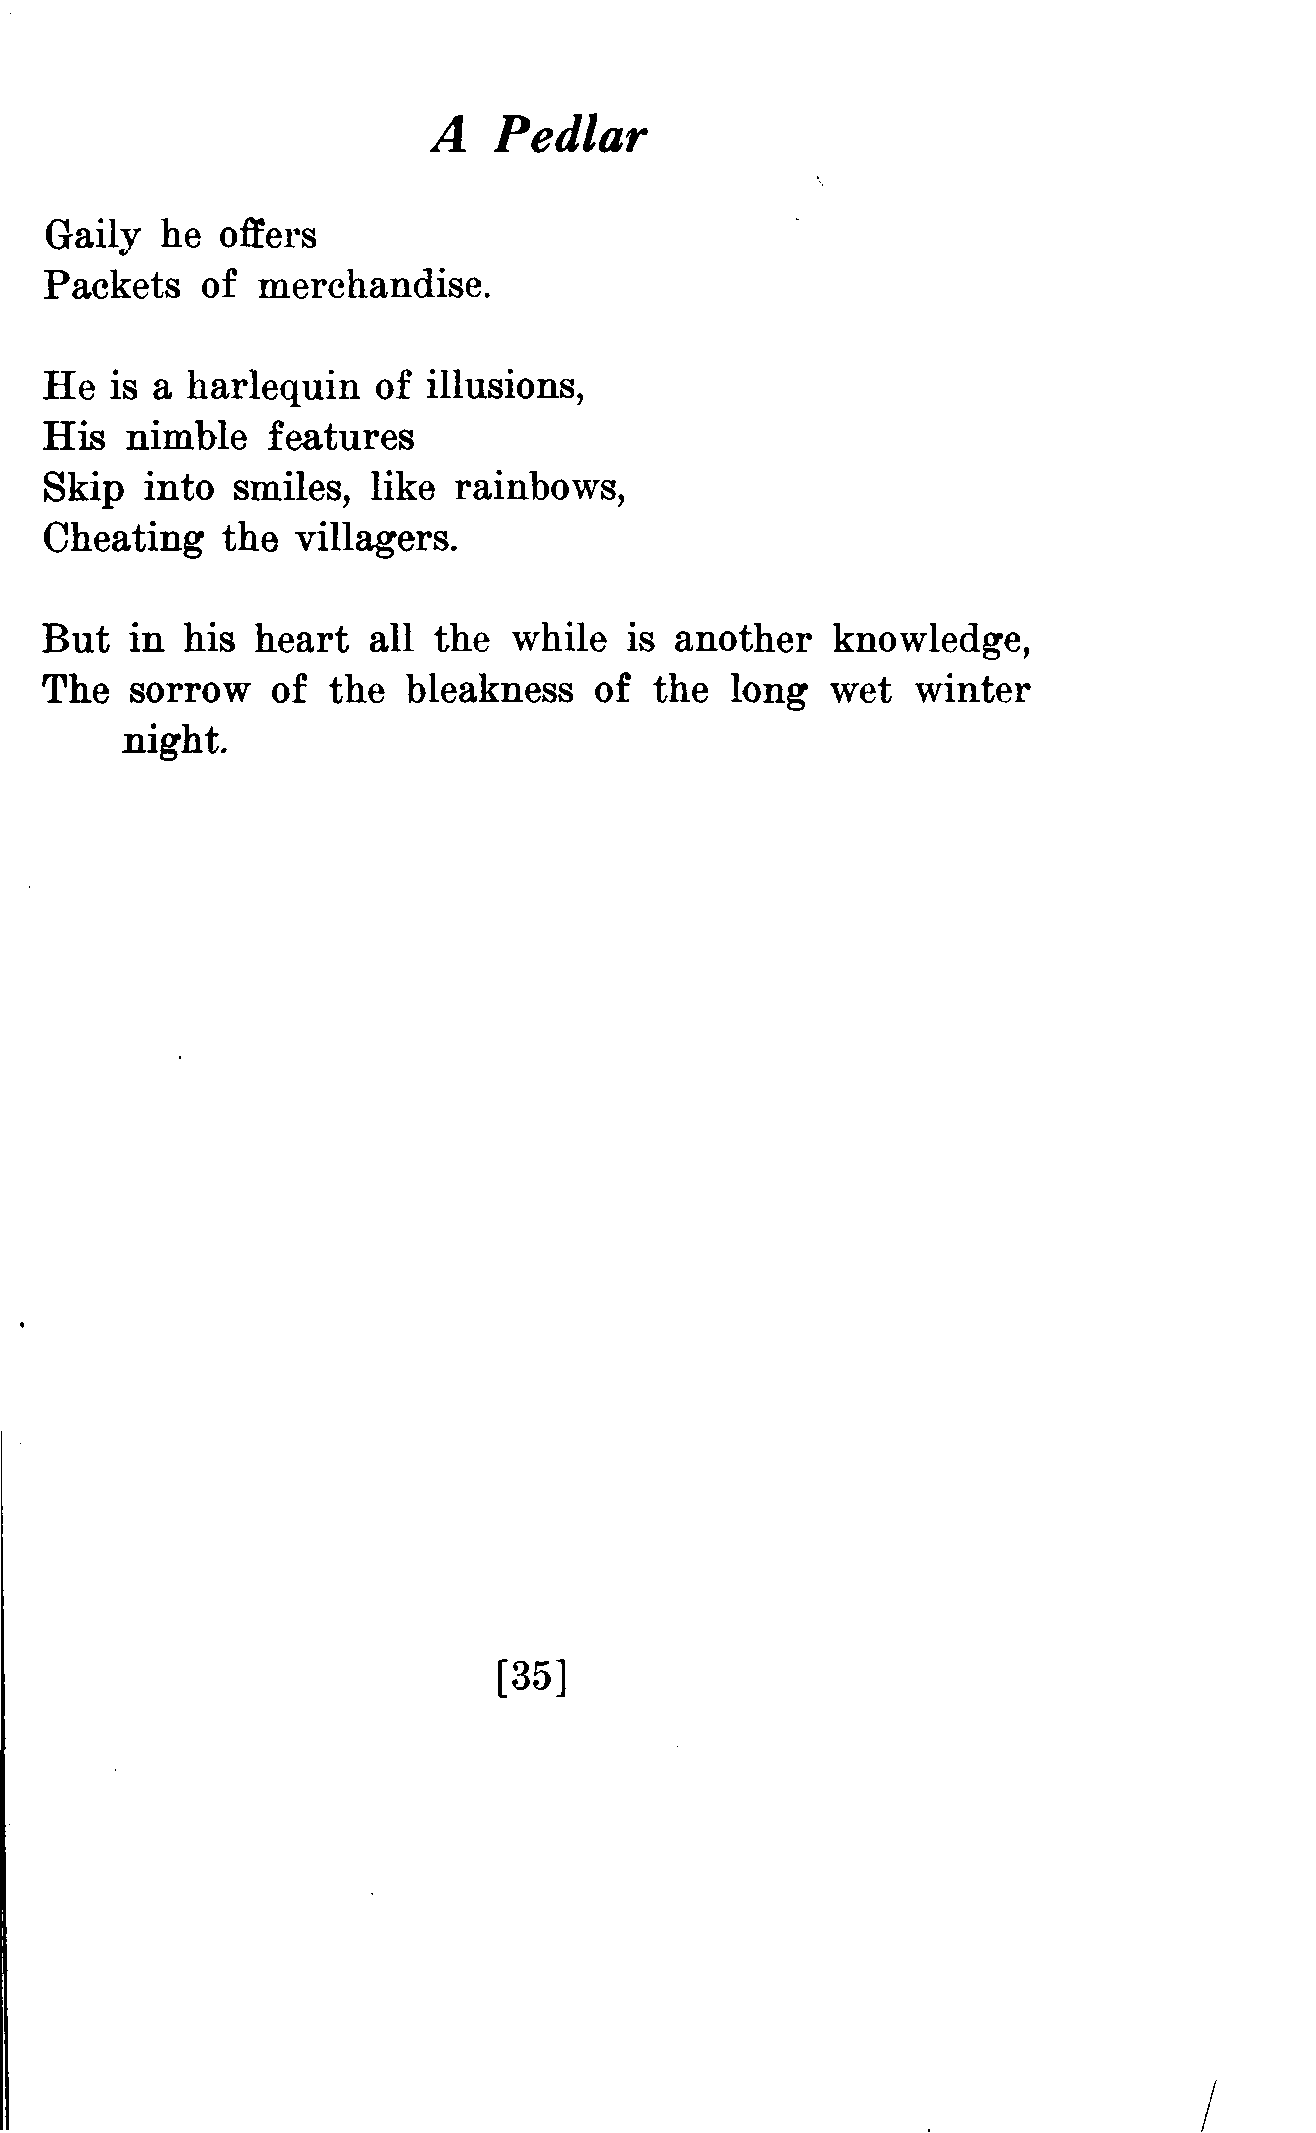 A Pedlar
Gaily he offers
Packets of merchandise.
He is a harlequin of illusions,
His nimble features
Skip into smiles, like rainbows,
Cheating the villagers.
But in his heart all the while is another knowledge,
The sorrow of the bleakness of the long wet winter
night.
[35]